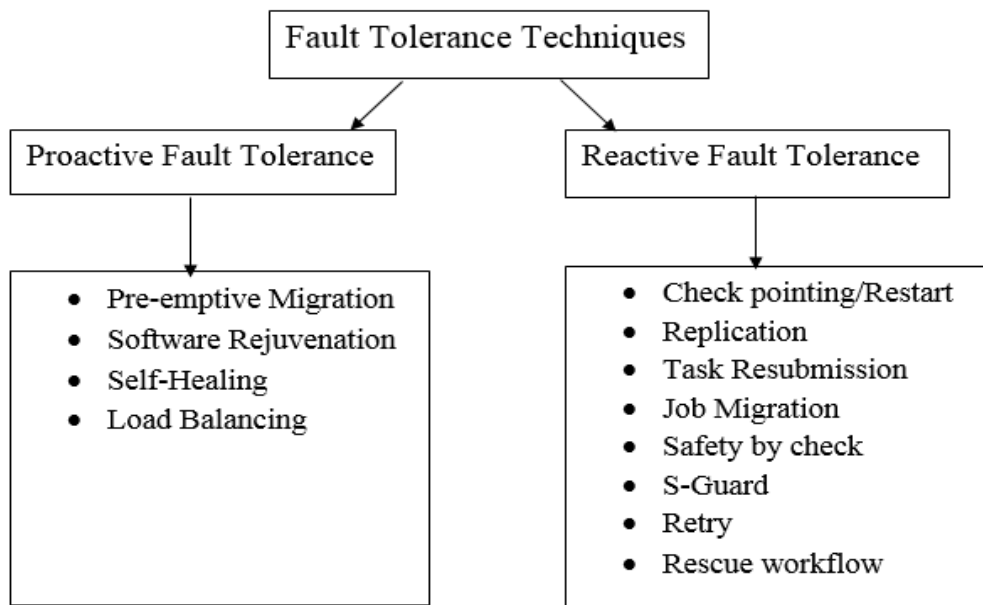 Fault Tolerance Techniques
Proactive Fault Tolerance
Reactive Fault Tolerance
• Pre-emptive Migration
• Software Rejuvenation
• Self-Healing
• Load Balancing
• Check pointing/Restart
• Replication
• Task Resubmission
• Job Migration
• Safety by check
• S-Guard
• Retry
• Rescue workflow